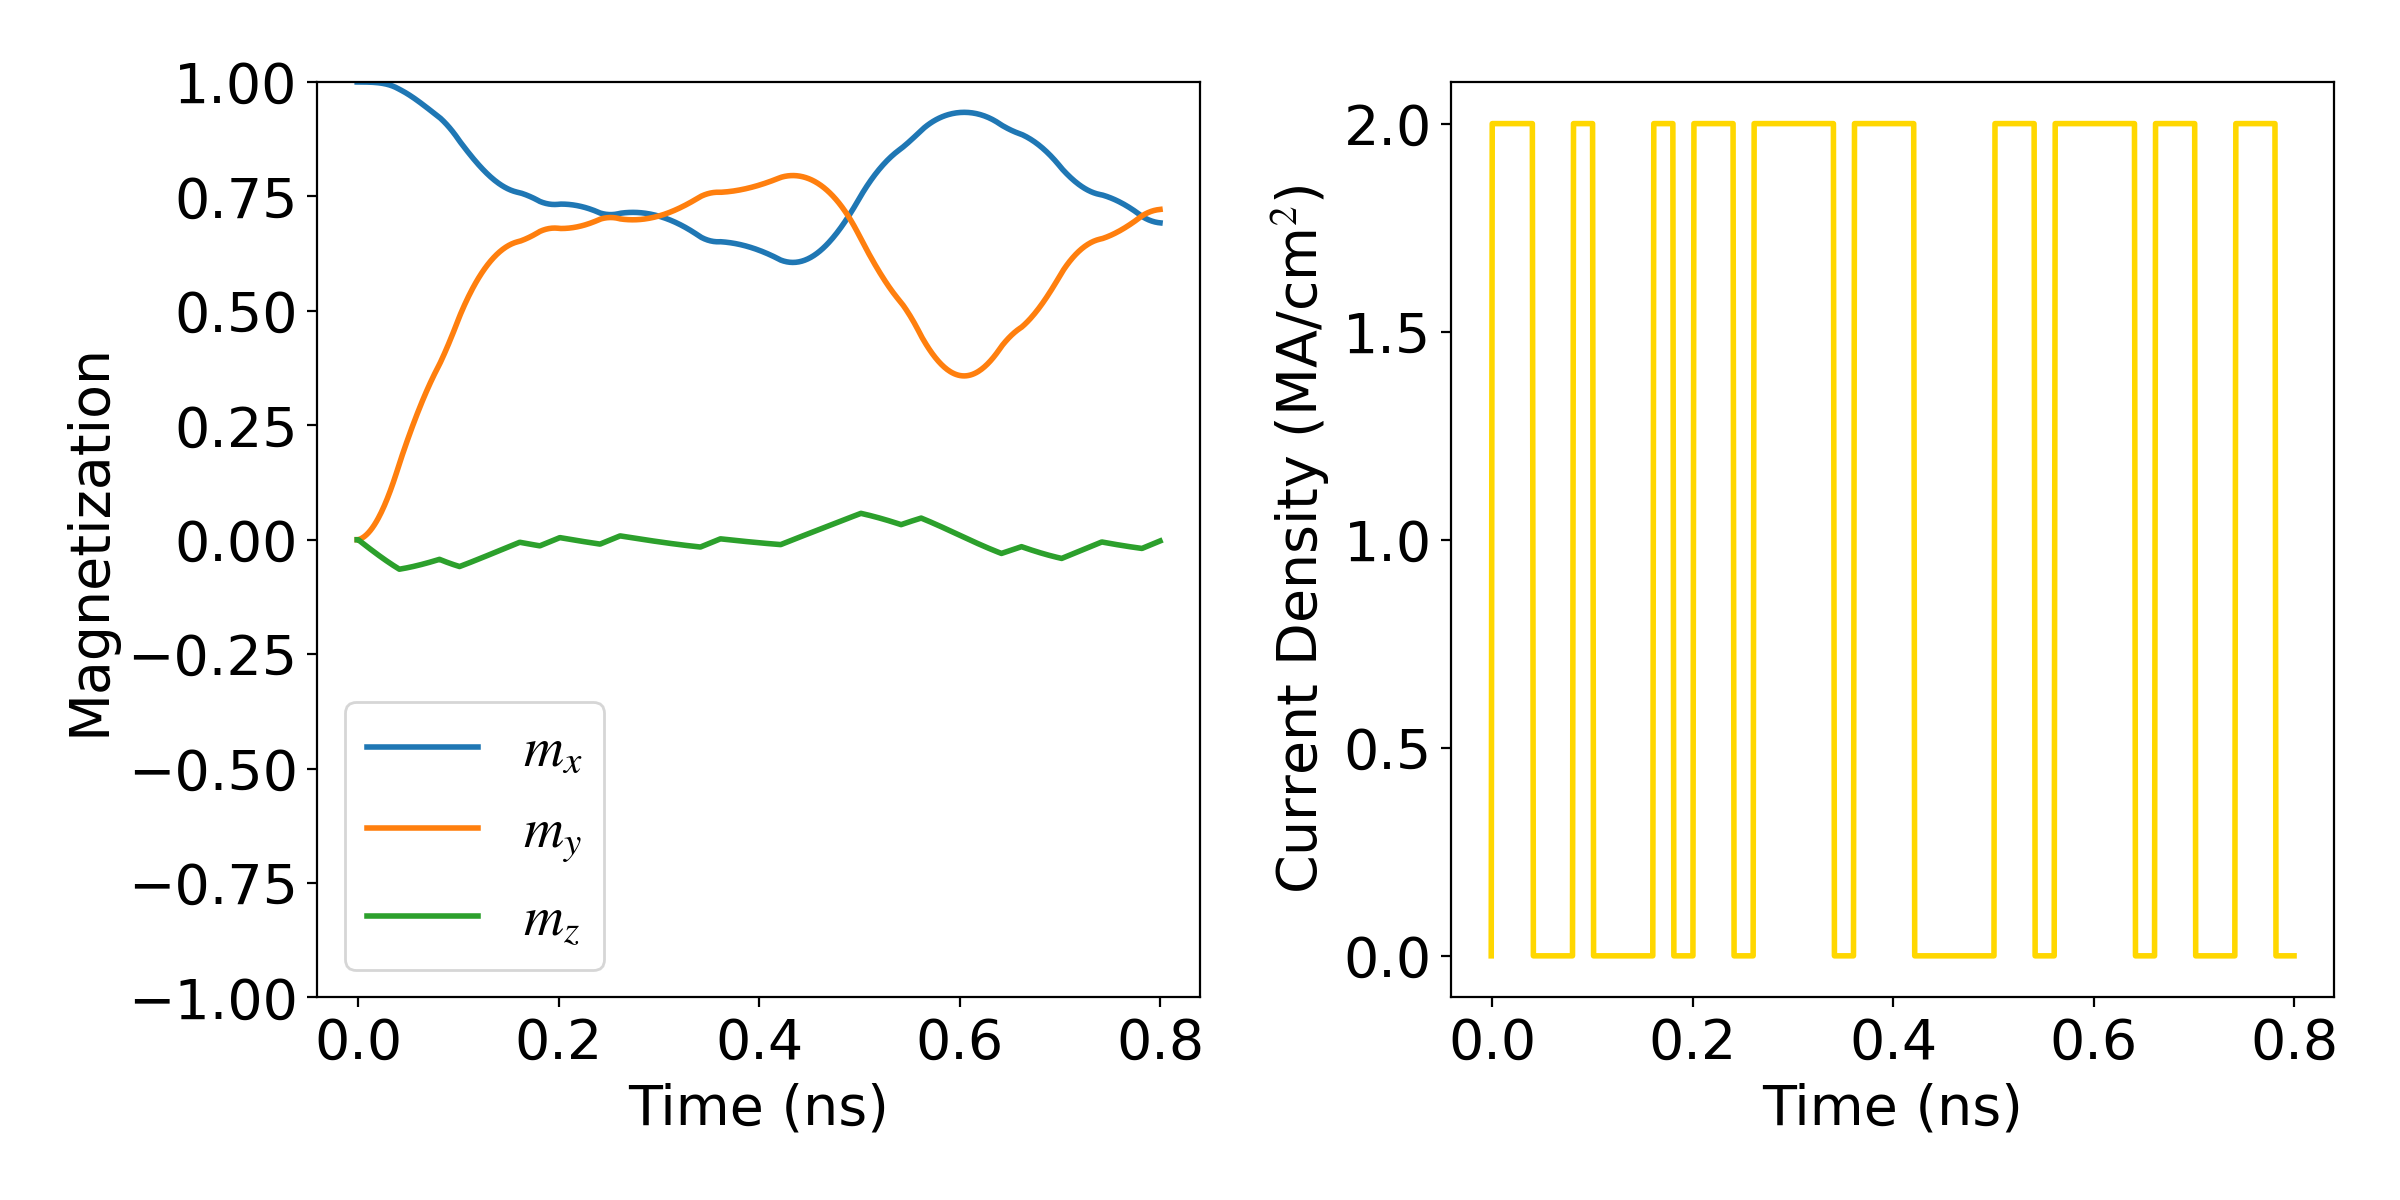 Magnetization
1.00
0.75
0.50
0.25
0.00
−0.25
−0.50
−0.75
−1.00
0.0 0.2 0.4 0.6 0.8
Time (ns)
m_x
m_y
m_z
Current Density (MA/cm²)
2.0
1.5
1.0
0.5
0.0
0.0 0.2 0.4 0.6 0.8
Time (ns)